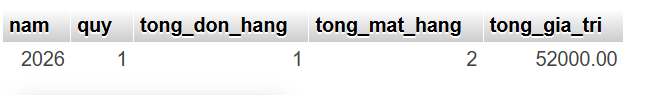 nam quy tong_don_hang tong_mat_hang tong_gia_tri
2026 1 1 2 52000.00